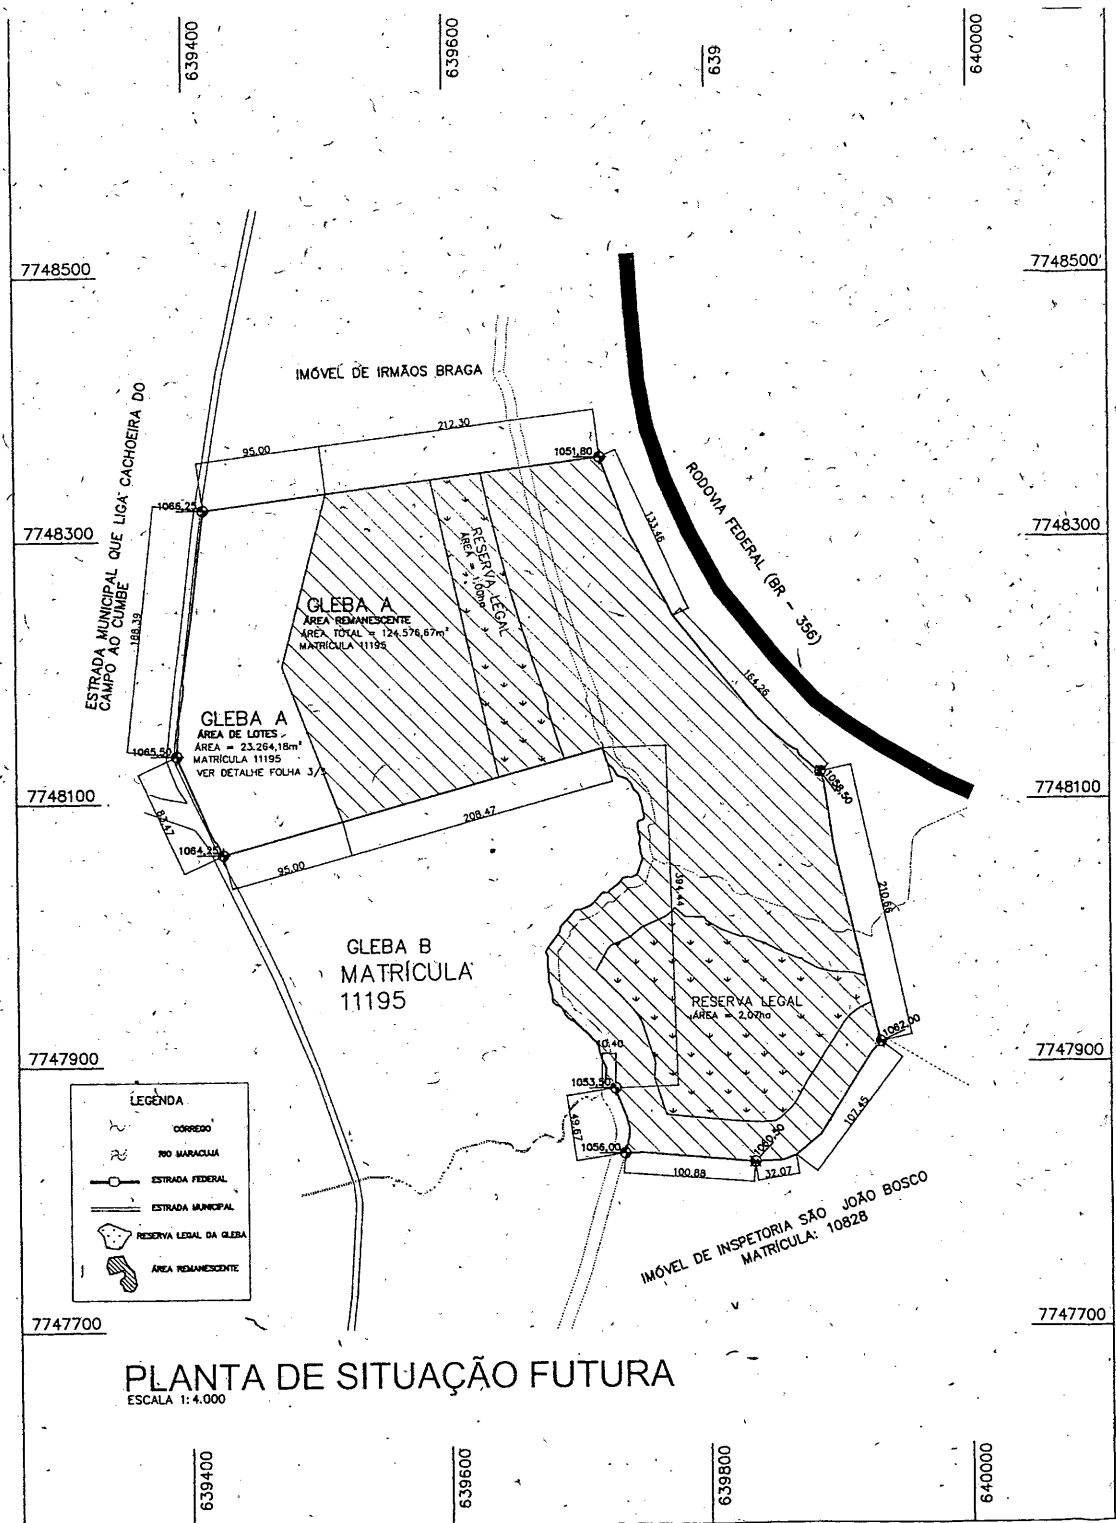 639400
639600
639
640000
7748500
7748500
IMÓVEL DE IRMÃOS BRAGA
212.30
95.00
1051,80
1066,25
ESTRADA MUNICIPAL QUE LIGA CACHOEIRA DO
CAMPO AO CUMBE
RODOVIA FEDERAL (BR - 356)
133.46
7748300
7748300
188.39
RESERVA LEGAL
GLEBA A
ÁREA REMANESCENTE
ÁREA TOTAL = 124.576,67m²
MATRÍCULA 11195
164.26
GLEBA A
ÁREA DE LOTES
ÁREA = 23.264,18m²
MATRÍCULA 11195
VER DETALHE FOLHA 3/3
1065,50
1058,50
7748100
7748100
83.47
208.47
1064,25
95.00
394.44
210.66
GLEBA B
MATRÍCULA
11195
RESERVA LEGAL
ÁREA = 2,07ha
1062,00
7747900
7747900
10.40
1053,50
49.67
1056,00
1060,50
107.45
100.88
32.07
LEGENDA
CÓRREGO
RIO MARACUJÁ
ESTRADA FEDERAL
ESTRADA MUNICIPAL
RESERVA LEGAL DA GLEBA
ÁREA REMANESCENTE
IMÓVEL DE INSPETORIA SÃO JOÃO BOSCO
MATRÍCULA: 10828
7747700
7747700
PLANTA DE SITUAÇÃO FUTURA
ESCALA 1:4.000
639400
639600
639800
640000